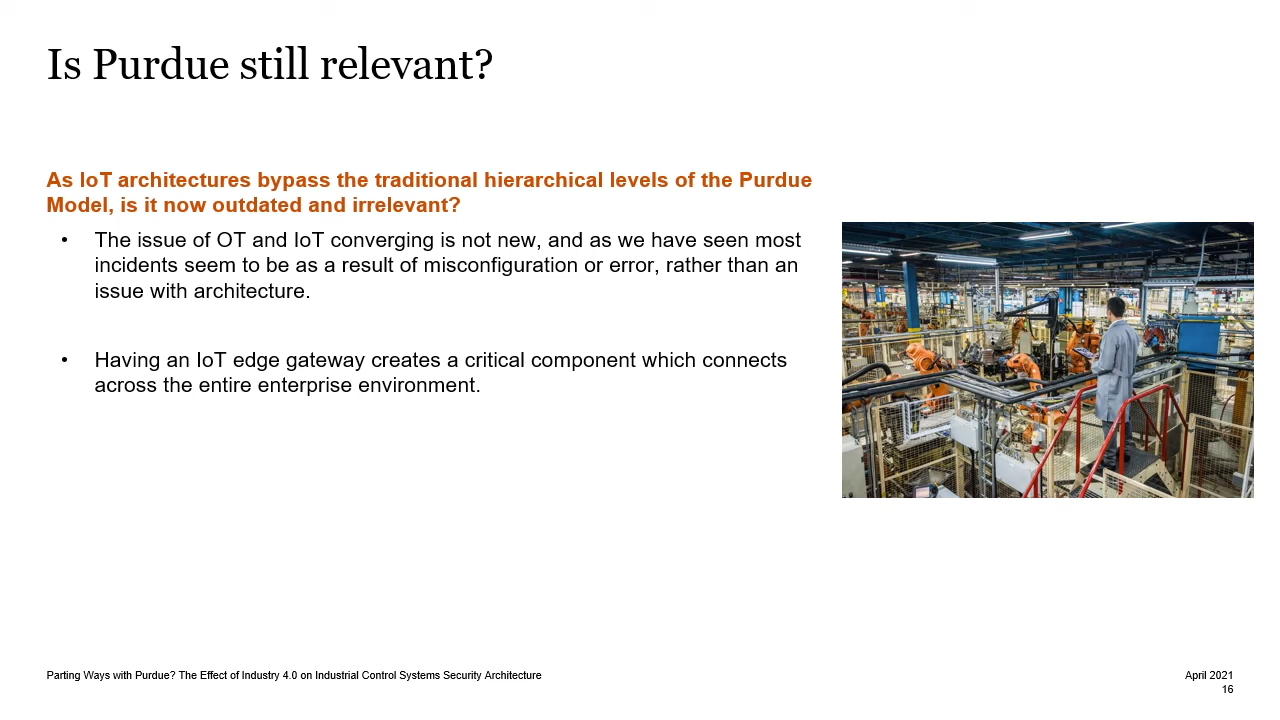 Is Purdue still relevant?
As IoT architectures bypass the traditional hierarchical levels of the Purdue
Model, is it now outdated and irrelevant?
• The issue of OT and IoT converging is not new, and as we have seen most
incidents seem to be as a result of misconfiguration or error, rather than an
issue with architecture.
• Having an IoT edge gateway creates a critical component which connects
across the entire enterprise environment.
Parting Ways with Purdue? The Effect of Industry 4.0 on Industrial Control Systems Security Architecture
April 2021
16